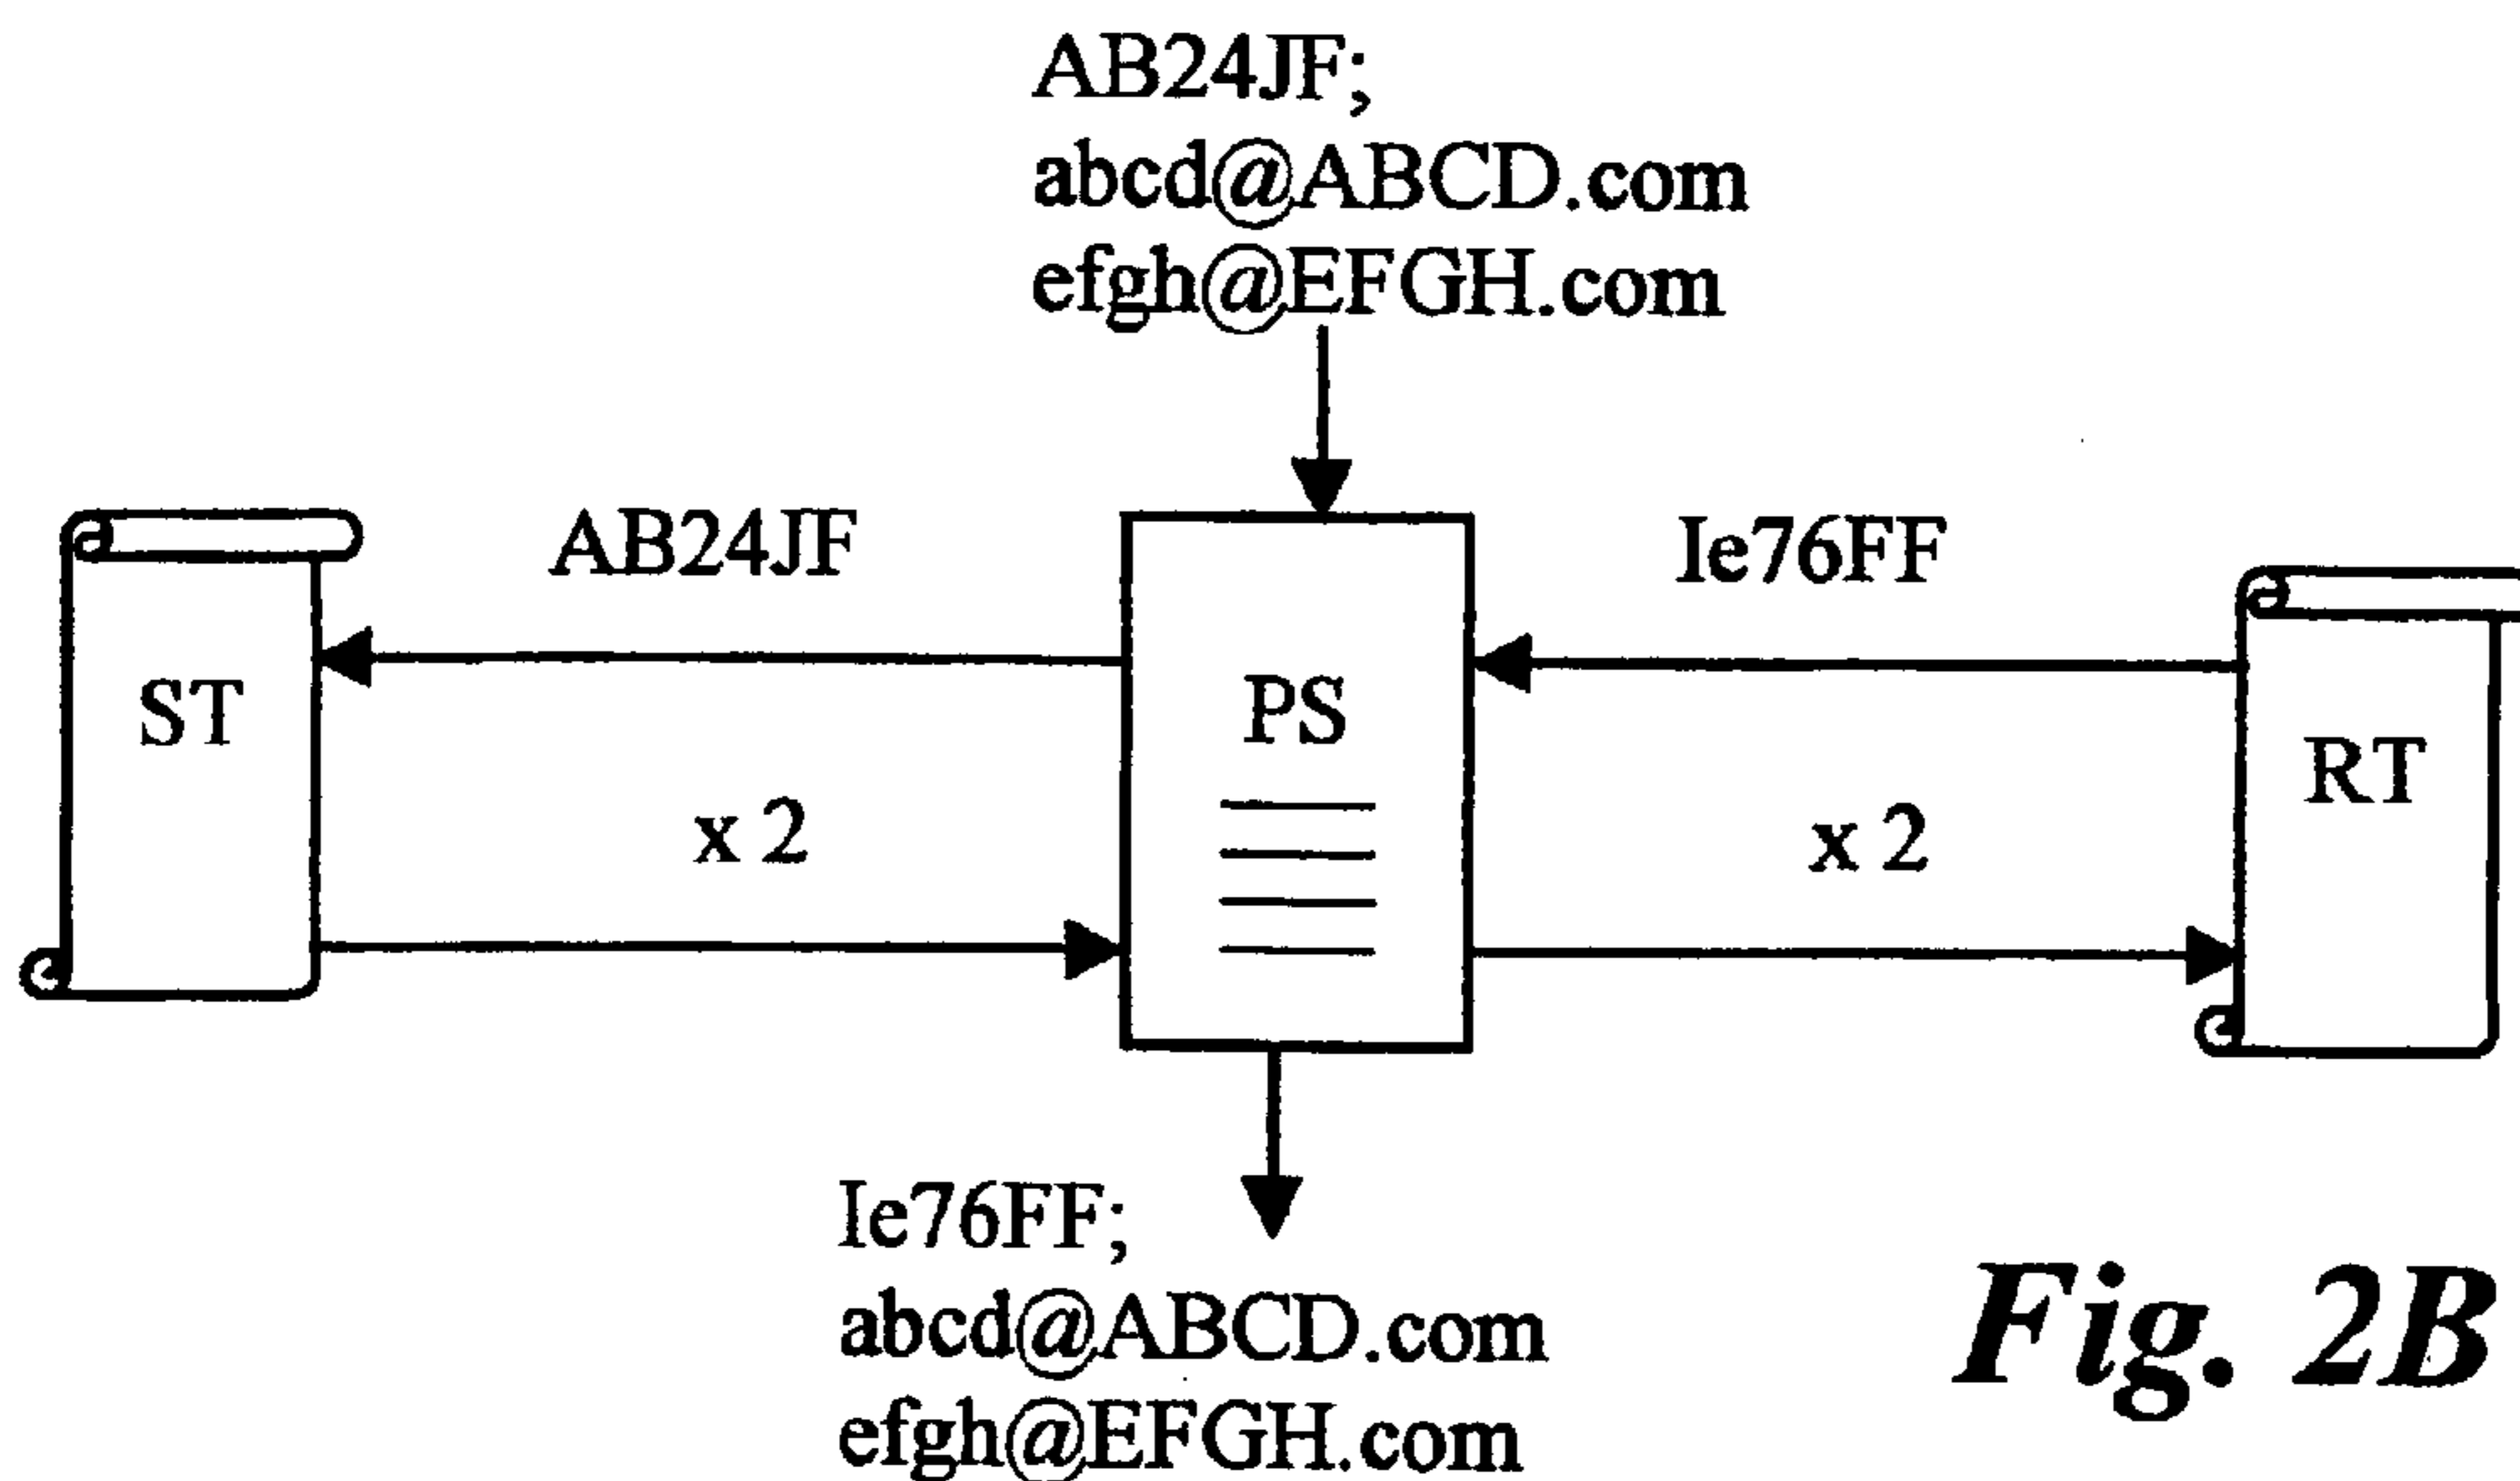 AB24JF;
abcd@ABCD.com
efgh@EFGH.com
AB24JF
Ie76FF
ST
PS
RT
x 2
x 2
Ie76FF;
abcd@ABCD.com
efgh@EFGH.com
Fig. 2B